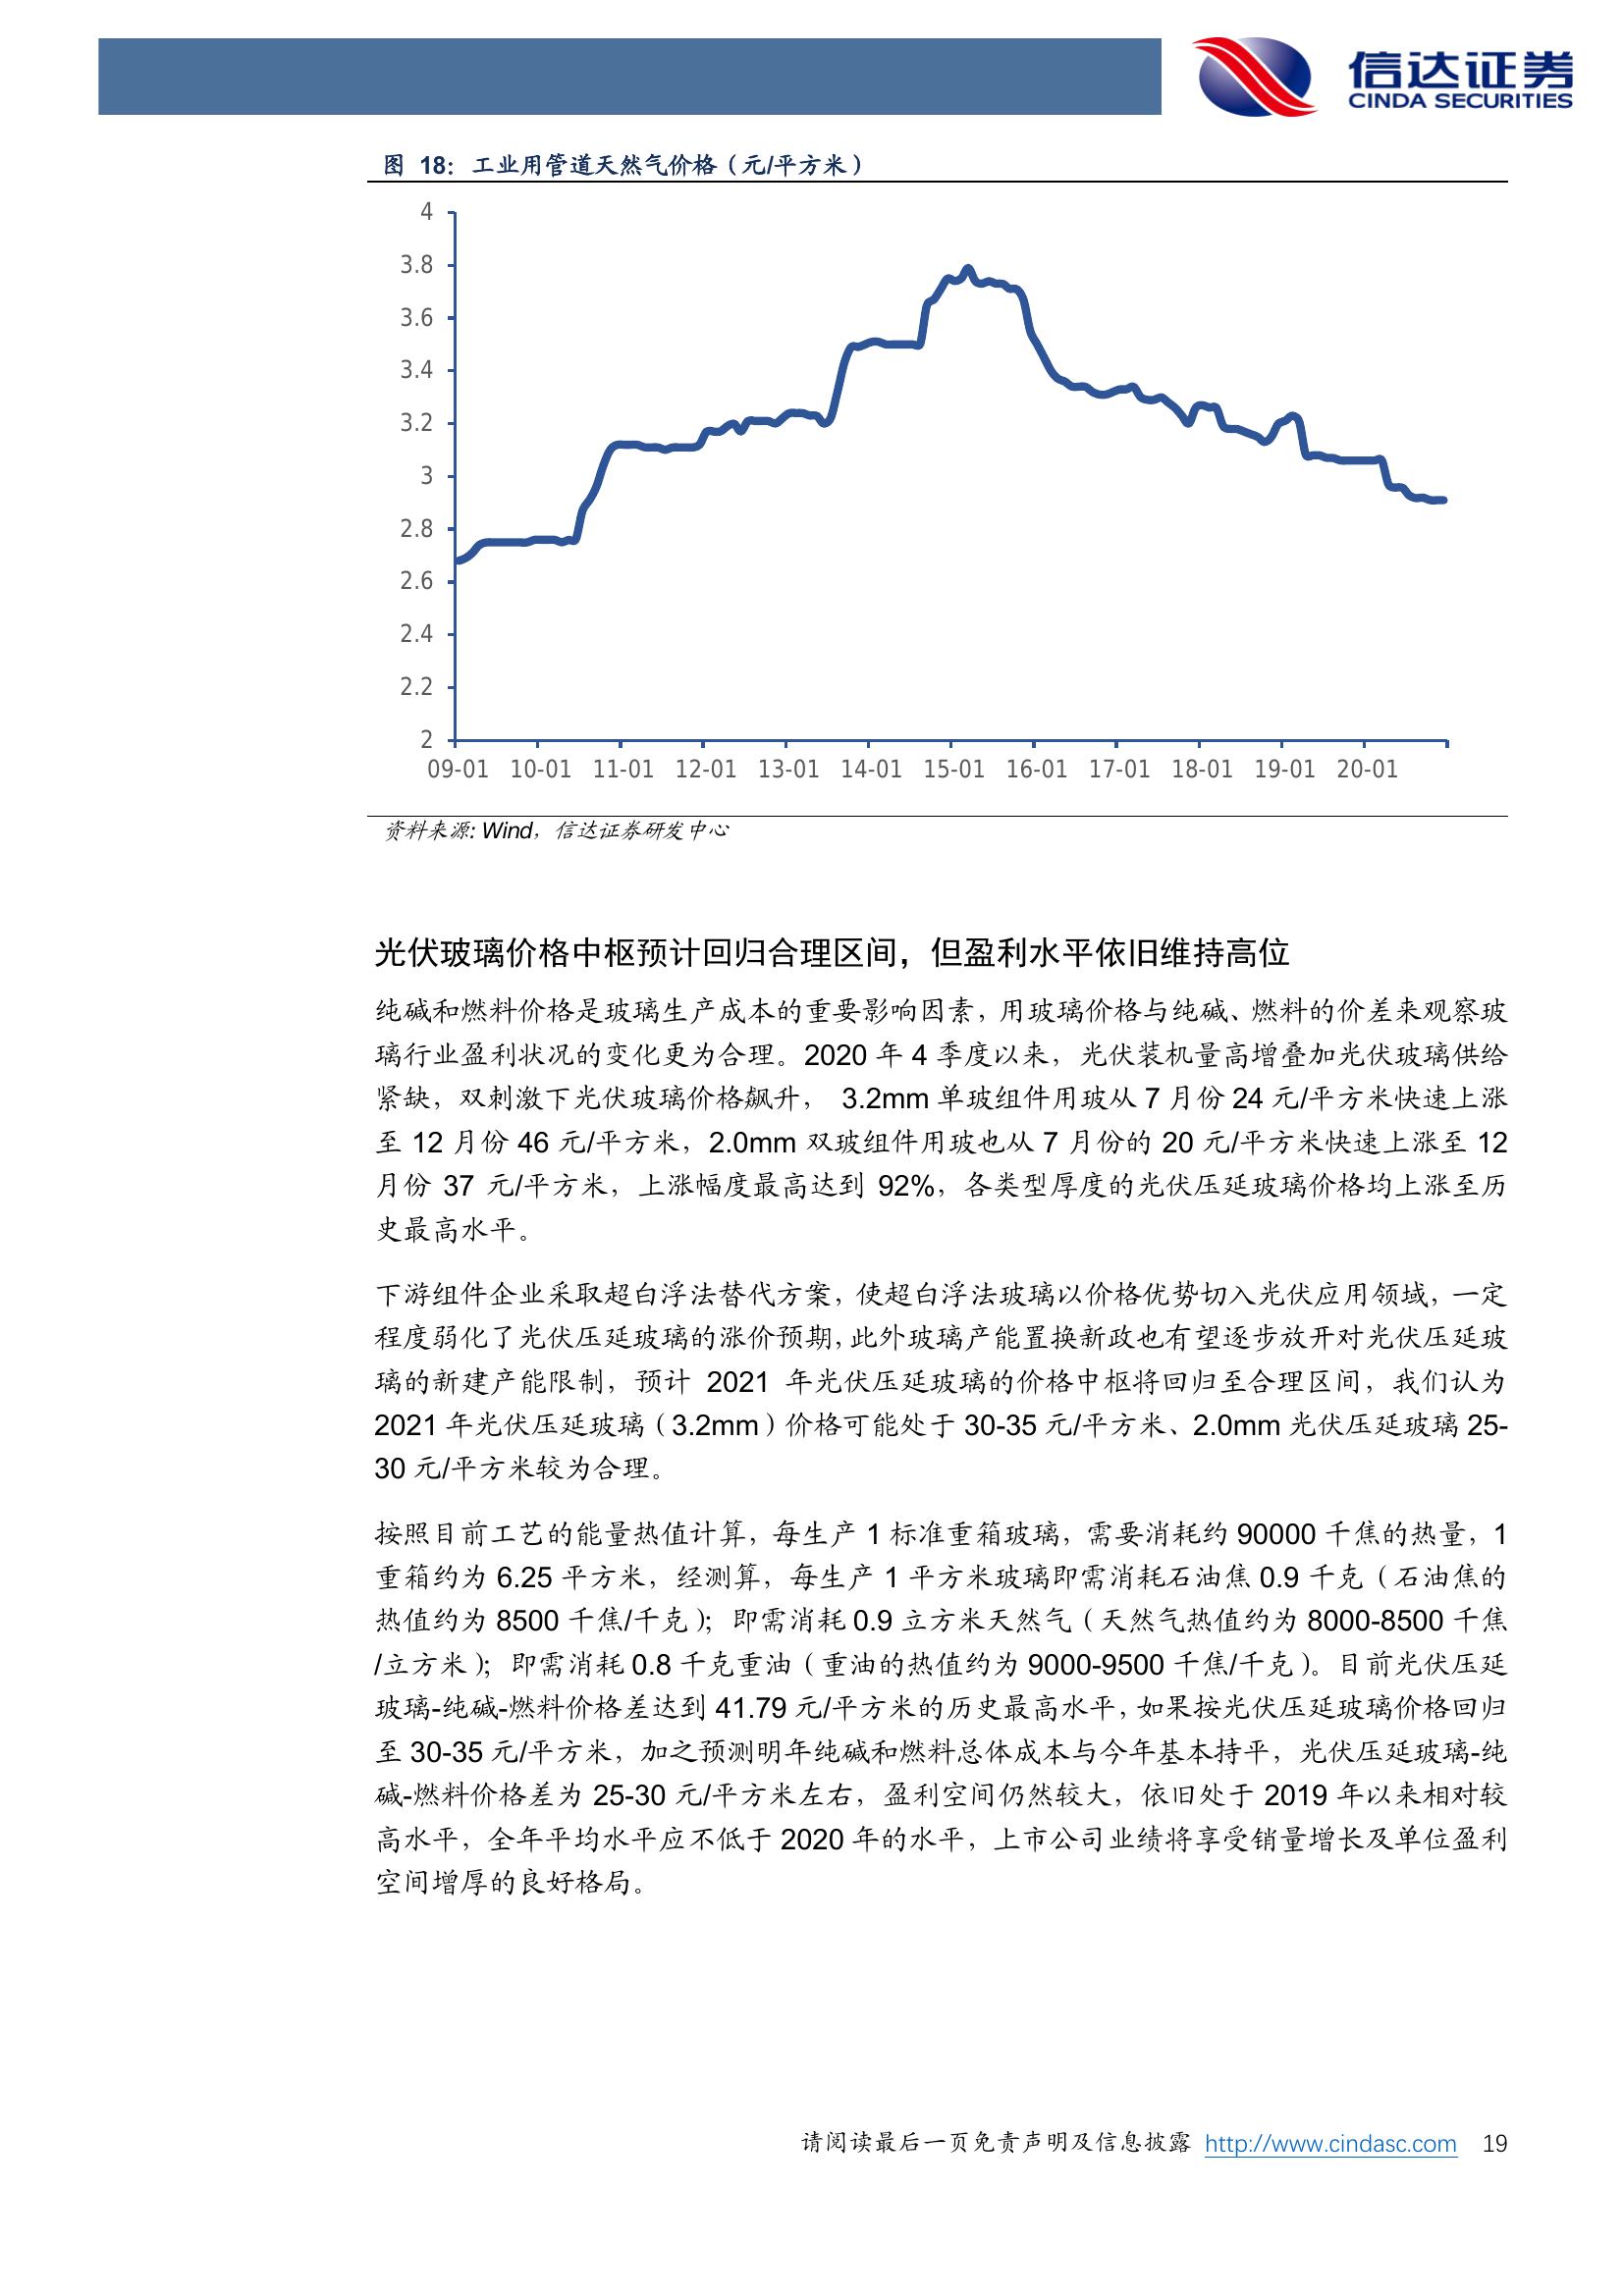 信达证券
CINDA SECURITIES
图 18：工业用管道天然气价格（元/平方米）
4
3.8
3.6
3.4
3.2
3
2.8
2.6
2.4
2.2
2
09-01 10-01 11-01 12-01 13-01 14-01 15-01 16-01 17-01 18-01 19-01 20-01
资料来源: Wind，信达证券研发中心
光伏玻璃价格中枢预计回归合理区间，但盈利水平依旧维持高位
纯碱和燃料价格是玻璃生产成本的重要影响因素，用玻璃价格与纯碱、燃料的价差来观察玻
璃行业盈利状况的变化更为合理。2020 年 4 季度以来，光伏装机量高增叠加光伏玻璃供给
紧缺，双刺激下光伏玻璃价格飙升， 3.2mm 单玻组件用玻从 7 月份 24 元/平方米快速上涨
至 12 月份 46 元/平方米，2.0mm 双玻组件用玻也从 7 月份的 20 元/平方米快速上涨至 12
月份 37 元/平方米，上涨幅度最高达到 92%，各类型厚度的光伏压延玻璃价格均上涨至历
史最高水平。
下游组件企业采取超白浮法替代方案，使超白浮法玻璃以价格优势切入光伏应用领域，一定
程度弱化了光伏压延玻璃的涨价预期，此外玻璃产能置换新政也有望逐步放开对光伏压延玻
璃的新建产能限制，预计 2021 年光伏压延玻璃的价格中枢将回归至合理区间，我们认为
2021 年光伏压延玻璃（3.2mm）价格可能处于 30-35 元/平方米、2.0mm 光伏压延玻璃 25-
30 元/平方米较为合理。
按照目前工艺的能量热值计算，每生产 1 标准重箱玻璃，需要消耗约 90000 千焦的热量，1
重箱约为 6.25 平方米，经测算，每生产 1 平方米玻璃即需消耗石油焦 0.9 千克（石油焦的
热值约为 8500 千焦/千克）；即需消耗 0.9 立方米天然气（天然气热值约为 8000-8500 千焦
/立方米）；即需消耗 0.8 千克重油（重油的热值约为 9000-9500 千焦/千克）。目前光伏压延
玻璃-纯碱-燃料价格差达到 41.79 元/平方米的历史最高水平，如果按光伏压延玻璃价格回归
至 30-35 元/平方米，加之预测明年纯碱和燃料总体成本与今年基本持平，光伏压延玻璃-纯
碱-燃料价格差为 25-30 元/平方米左右，盈利空间仍然较大，依旧处于 2019 年以来相对较
高水平，全年平均水平应不低于 2020 年的水平，上市公司业绩将享受销量增长及单位盈利
空间增厚的良好格局。
请阅读最后一页免责声明及信息披露 http://www.cindasc.com 19